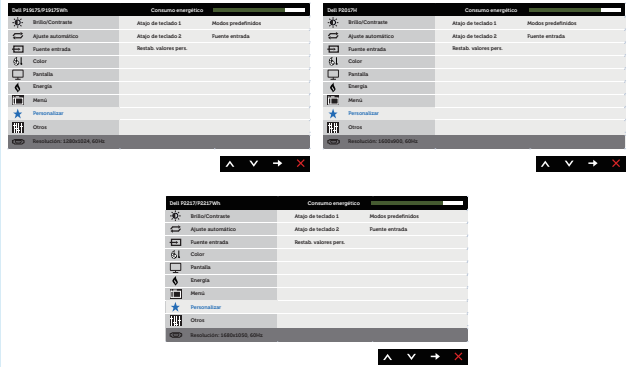 Dell P1917S/P1917SWh Consumo energético
Brillo/Contraste Atajo de teclado 1 Modos predefinidos
Ajuste automático Atajo de teclado 2 Fuente entrada
Fuente entrada Restab. valores pers.
Color
Pantalla
Energía
Menú
Personalizar
Otros
Resolución: 1280x1024, 60Hz
Dell P2017H Consumo energético
Brillo/Contraste Atajo de teclado 1 Modos predefinidos
Ajuste automático Atajo de teclado 2 Fuente entrada
Fuente entrada Restab. valores pers.
Color
Pantalla
Energía
Menú
Personalizar
Otros
Resolución: 1600x900, 60Hz
Dell P2217/P2217Wh Consumo energético
Brillo/Contraste Atajo de teclado 1 Modos predefinidos
Ajuste automático Atajo de teclado 2 Fuente entrada
Fuente entrada Restab. valores pers.
Color
Pantalla
Energía
Menú
Personalizar
Otros
Resolución: 1680x1050, 60Hz